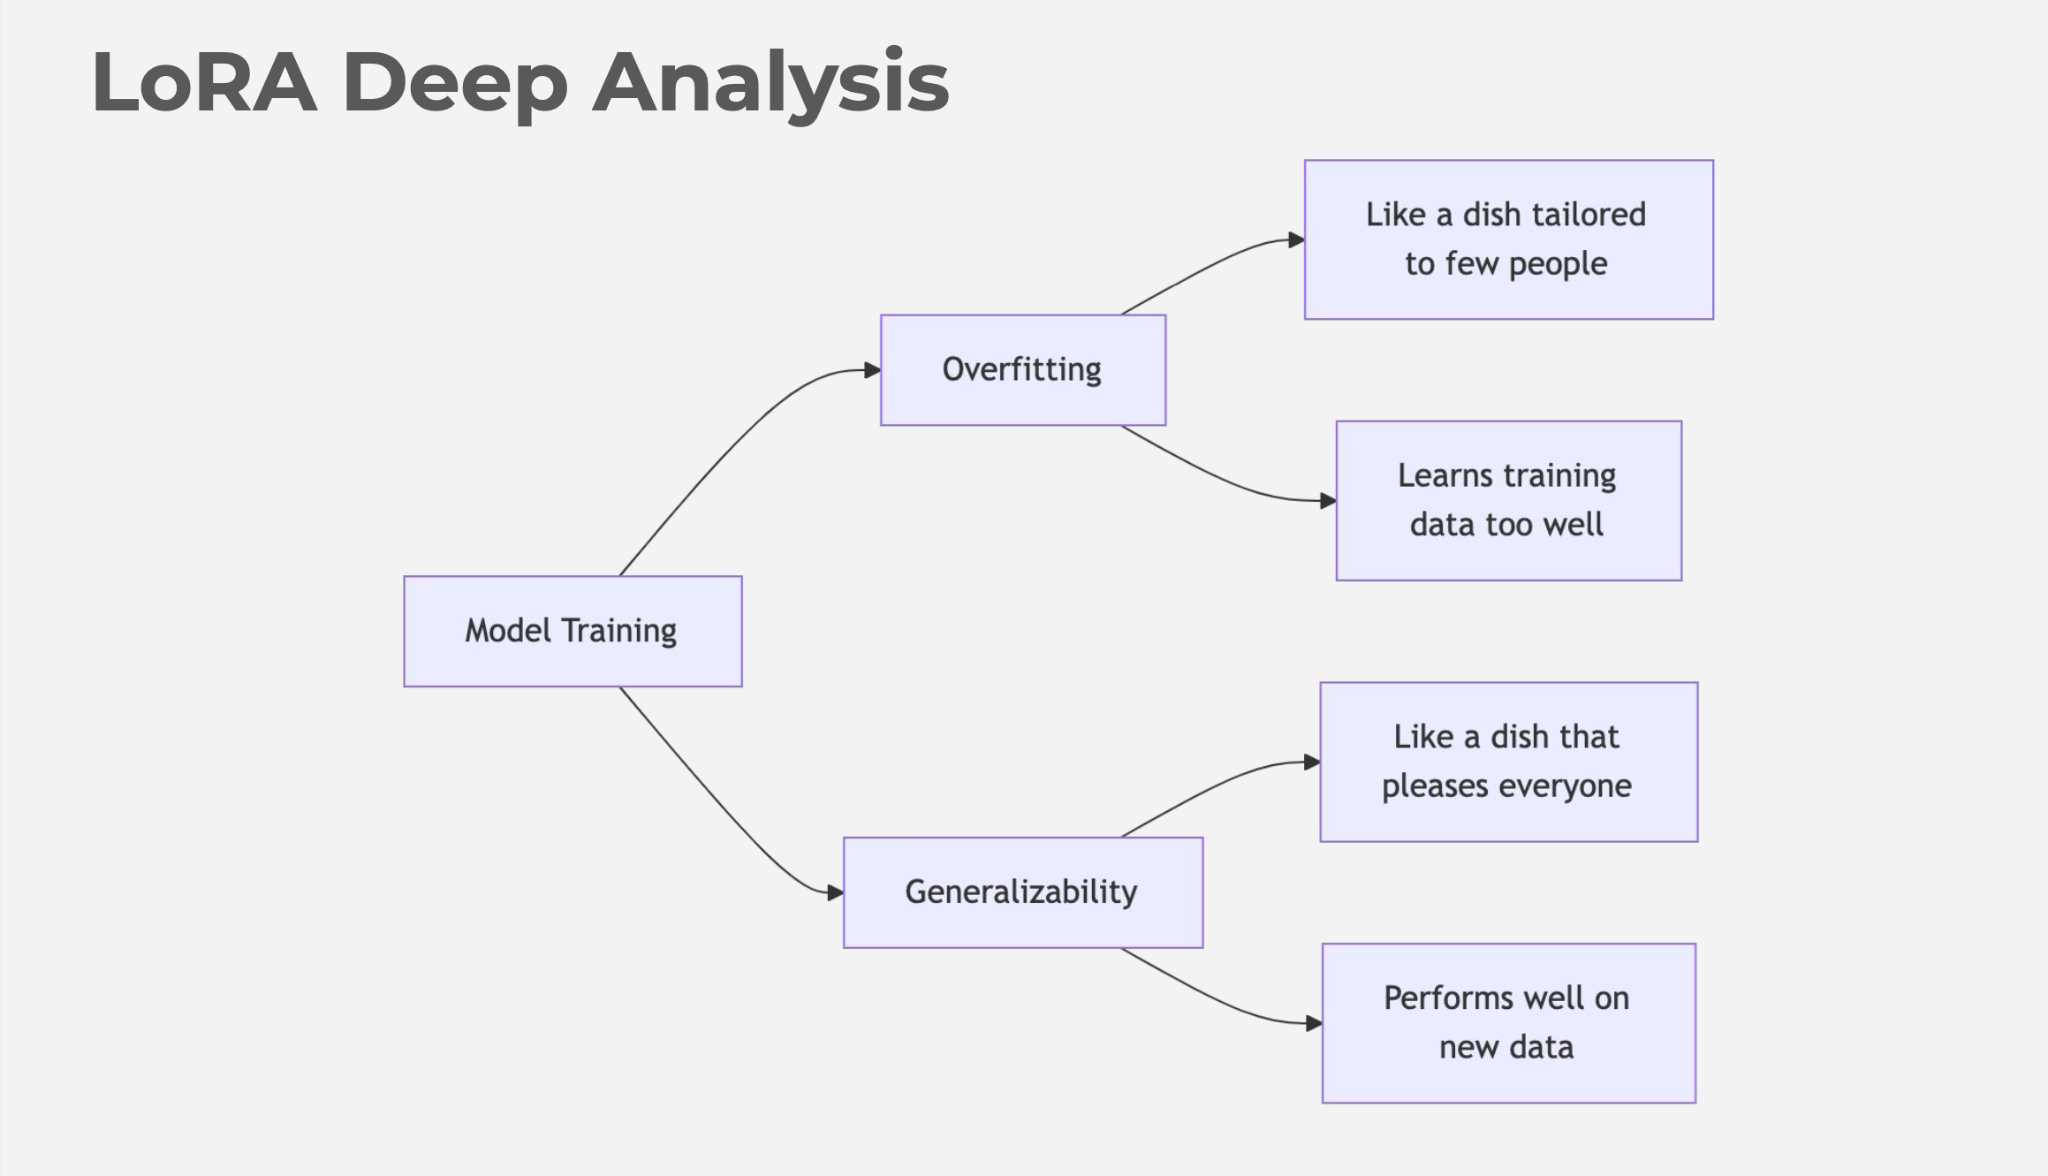 LoRA Deep Analysis
Like a dish tailored
to few people
Overfitting
Learns training
data too well
Model Training
Like a dish that
pleases everyone
Generalizability
Performs well on
new data